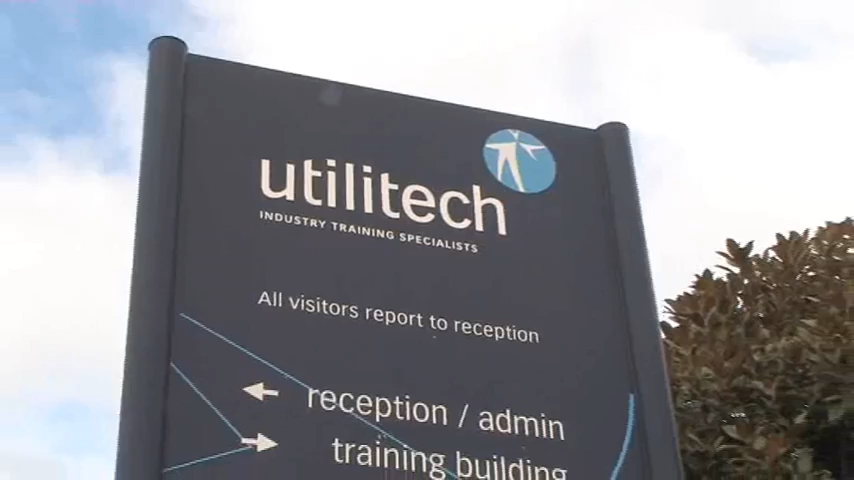 utilitech
INDUSTRY TRAINING SPECIALISTS
All visitors report to reception
reception / admin
training building